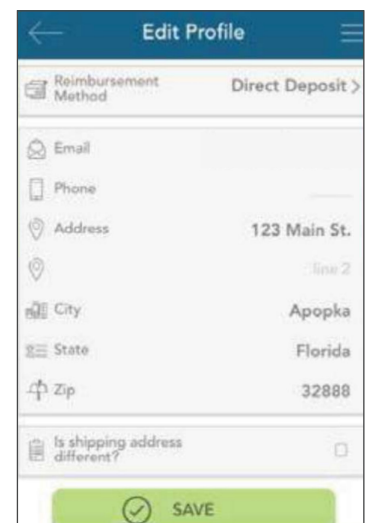 Edit Profile
Reimbursement Method Direct Deposit >
Email
Phone
Address 123 Main St.
line 2
City Apopka
State Florida
Zip 32888
Is shipping address different?
SAVE